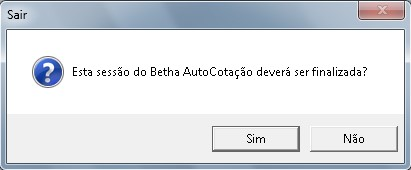 Sair
Esta sessão do Betha AutoCotação deverá ser finalizada?
Sim
Não